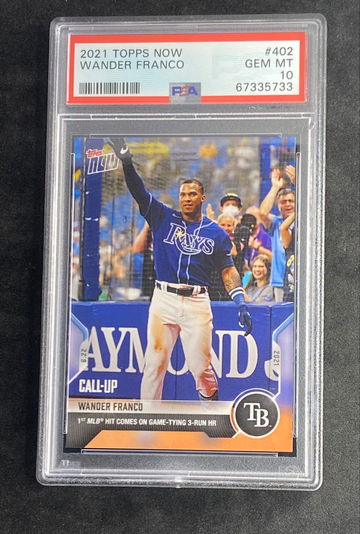 2021 TOPPS NOW #402
WANDER FRANCO GEM MT
10
PSA 67335733
Topps
NOW
RAYS
AYMOND
6.22
2021
CALL-UP
WANDER FRANCO
1ST MLB® HIT COMES ON GAME-TYING 3-RUN HR
TB